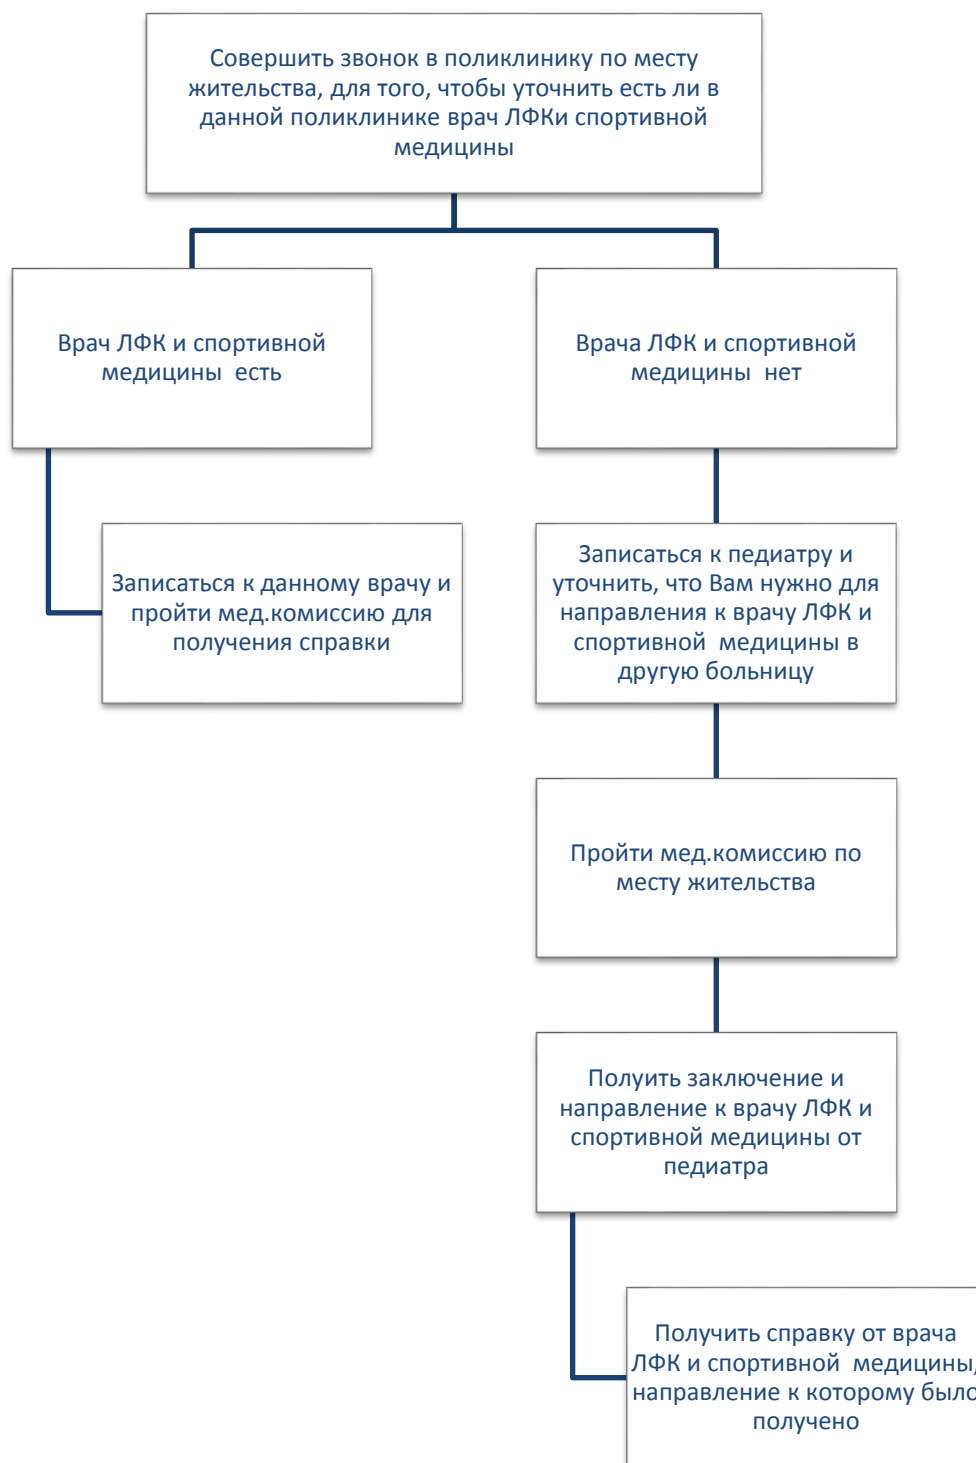 Совершить звонок в поликлинику по месту
жительства, для того, чтобы уточнить есть ли в
данной поликлинике врач ЛФКи спортивной
медицины
Врач ЛФК и спортивной
медицины есть
Врача ЛФК и спортивной
медицины нет
Записаться к данному врачу и
пройти мед.комиссию для
получения справки
Записаться к педиатру и
уточнить, что Вам нужно для
направления к врачу ЛФК и
спортивной медицины в
другую больницу
Пройти мед.комиссию по
месту жительства
Полуить заключение и
направление к врачу ЛФК и
спортивной медицины от
педиатра
Получить справку от врача
ЛФК и спортивной медицины,
направление к которому было
получено